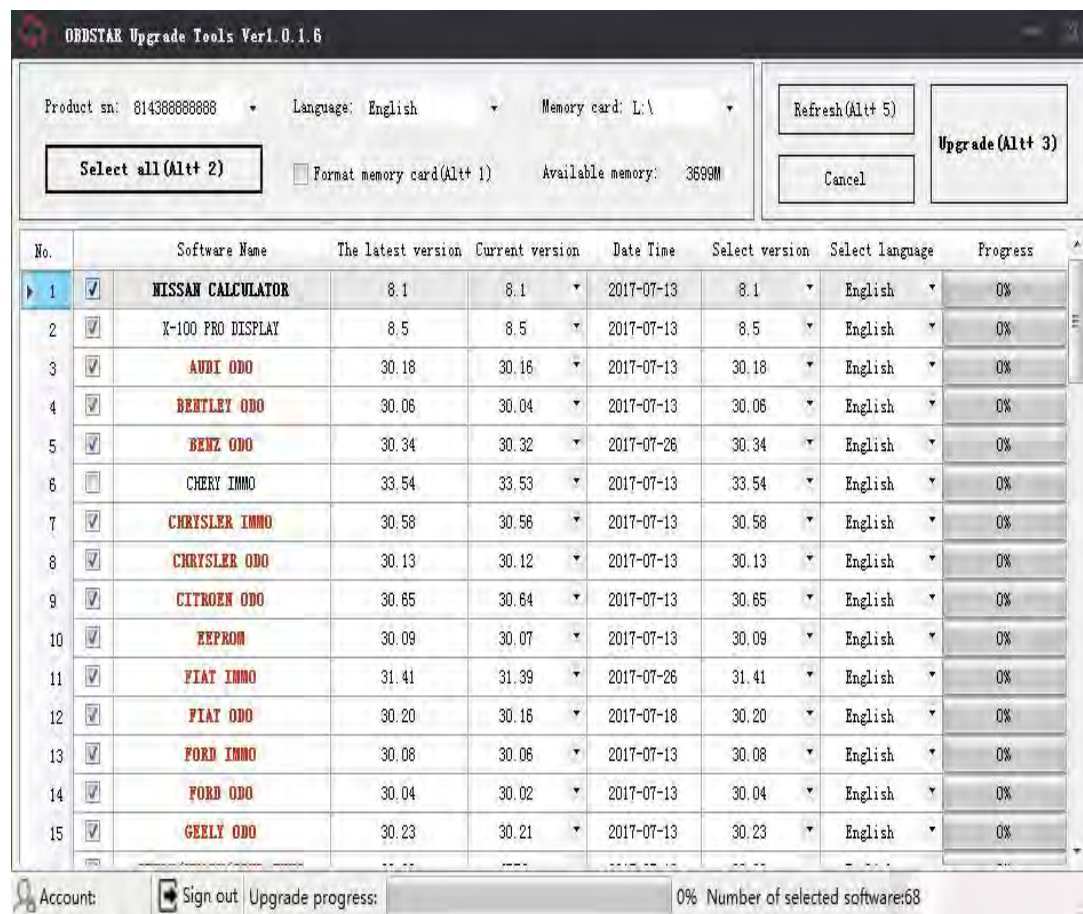 OBDSTAR Upgrade Tools Ver1.0.1.6
Product sn: 814388888888 Language: English Memory card: L:\ Refresh(Alt+ 5)
Upgrade(Alt+ 3)
Select all(Alt+ 2) Format memory card(Alt+ 1) Available memory: 3699M Cancel
No. Software Name The latest version Current version Date Time Select version Select language Progress
1 NISSAN CALCULATOR 8.1 8.1 2017-07-13 8.1 English 0%
2 X-100 PRO DISPLAY 8.5 8.5 2017-07-13 8.5 English 0%
3 AUDI ODO 30.18 30.16 2017-07-13 30.18 English 0%
4 BENTLEY ODO 30.06 30.04 2017-07-13 30.06 English 0%
5 BENZ ODO 30.34 30.32 2017-07-26 30.34 English 0%
6 CHERY IMMO 33.54 33.53 2017-07-13 33.54 English 0%
7 CHRYSLER IMMO 30.58 30.56 2017-07-13 30.58 English 0%
8 CHRYSLER ODO 30.13 30.12 2017-07-13 30.13 English 0%
9 CITROEN ODO 30.65 30.64 2017-07-13 30.65 English 0%
10 EEPROM 30.09 30.07 2017-07-13 30.09 English 0%
11 FIAT IMMO 31.41 31.39 2017-07-26 31.41 English 0%
12 FIAT ODO 30.20 30.16 2017-07-18 30.20 English 0%
13 FORD IMMO 30.08 30.06 2017-07-13 30.08 English 0%
14 FORD ODO 30.04 30.02 2017-07-13 30.04 English 0%
15 GEELY ODO 30.23 30.21 2017-07-13 30.23 English 0%
Account: Sign out Upgrade progress: 0% Number of selected software:68